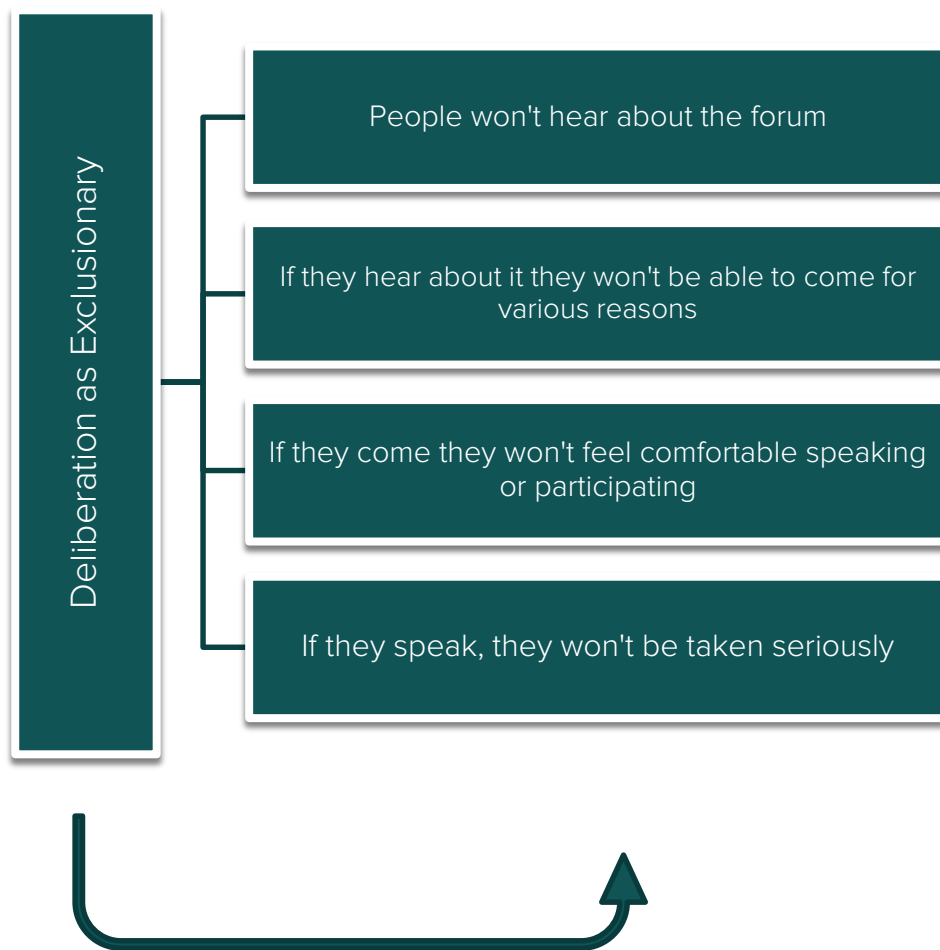 Deliberation as Exclusionary
People won't hear about the forum
If they hear about it they won't be able to come for
various reasons
If they come they won't feel comfortable speaking
or participating
If they speak, they won't be taken seriously